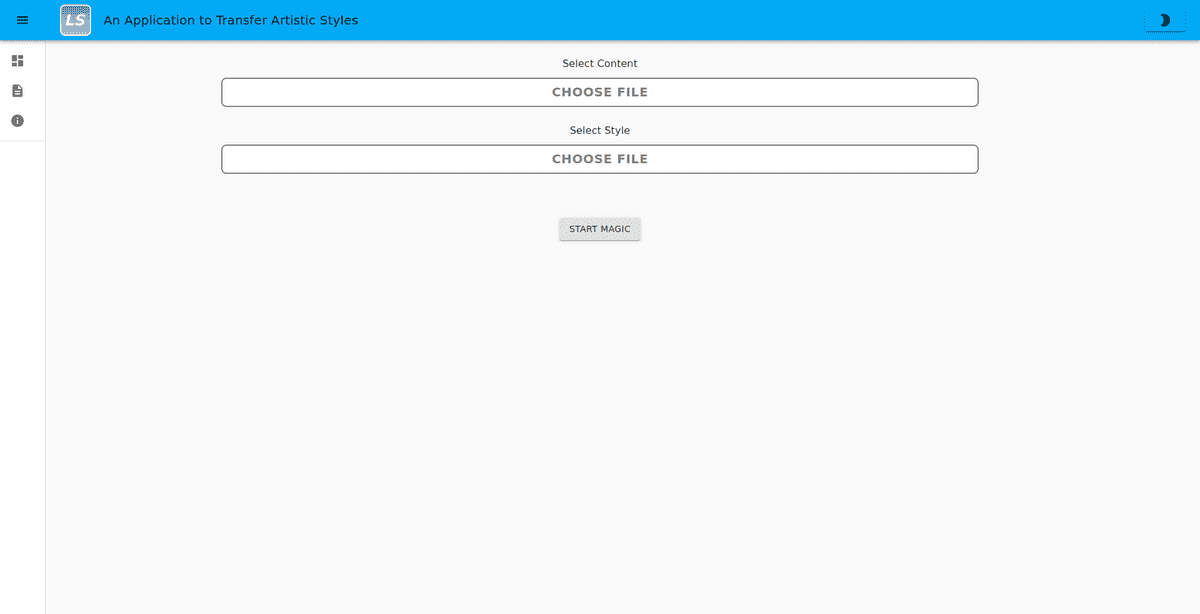 LS
An Application to Transfer Artistic Styles
Select Content
CHOOSE FILE
Select Style
CHOOSE FILE
START MAGIC